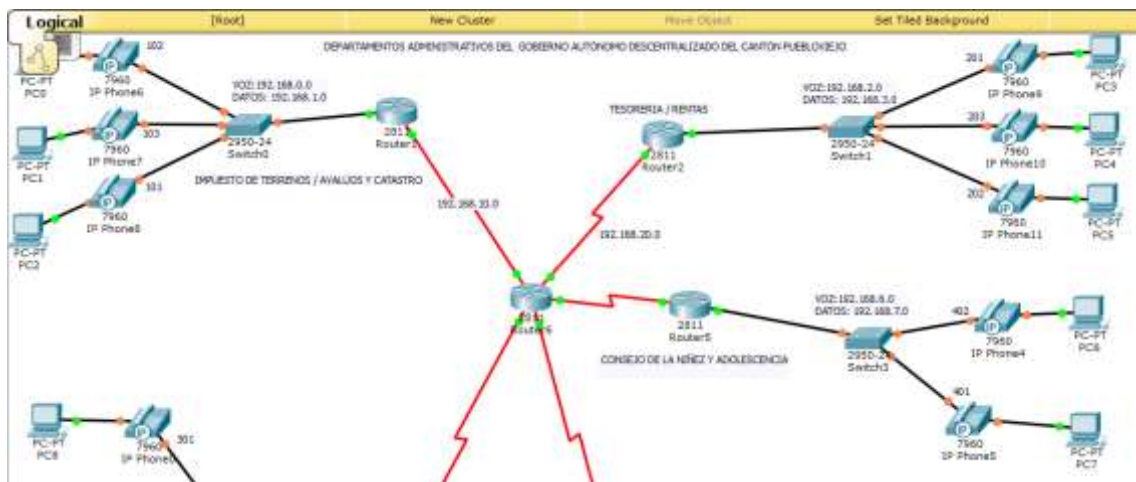 Logical
[Root]
New Cluster
Move Object
Set Tiled Background
DEPARTAMENTOS ADMINISTRATIVOS DEL GOBIERNO AUTÓNOMO DESCENTRALIZADO DEL CANTÓN PUEBLOVIEJO
PC-PT
PC0
102
7960
IP Phone6
VOZ:192.168.0.0
DATOS: 192.168.1.0
2811
2950-24
Switch0
PC-PT
PC1
303
7960
IP Phone7
PC-PT
PC2
101
7960
IP Phone8
IMPUESTO DE TERRENOS / AVALUOS Y CATASTRO
192.168.10.0
TESORERIA / RENTAS
2811
Router2
192.168.20.0
VOZ:192.168.2.0
DATOS: 192.168.3.0
2950-24
Switch1
201
7960
IP Phone9
PC-PT
PC3
203
7960
IP Phone10
PC-PT
PC4
202
7960
IP Phone11
PC-PT
PC5
2811
2811
Router5
CONSEJO DE LA NIÑEZ Y ADOLESCENCIA
VOZ:192.168.6.0
DATOS: 192.168.7.0
2950-24
Switch3
402
7960
IP Phone4
PC-PT
PC6
401
7960
IP Phone5
PC-PT
PC7
PC-PT
PC8
301
7960